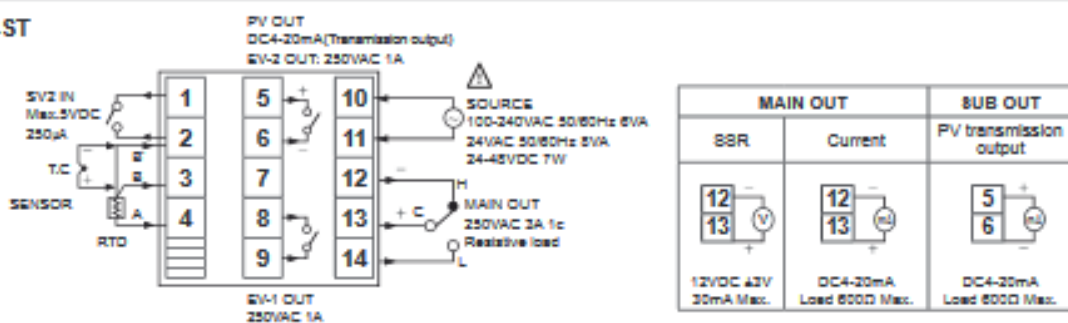 ST
PV OUT
DC4-20mA(Transmission output)
EV-2 OUT: 250VAC 1A
SV2 IN
Max.5VDC
250μA
T.C
SENSOR
RTD
B'
B
A
1
2
3
4
5
6
7
8
9
10
11
12
13
14
+
−
SOURCE
100-240VAC 50/60Hz 6VA
24VAC 50/60Hz 5VA
24-48VDC 7W
H
+ C
MAIN OUT
250VAC 3A 1c
Resistive load
L
EV-1 OUT
250VAC 1A
MAIN OUT
SUB OUT
SSR
Current
PV transmission
output
12
13
V
12VDC ±3V
30mA Max.
12
13
mA
DC4-20mA
Load 600Ω Max.
5
6
mA
DC4-20mA
Load 600Ω Max.